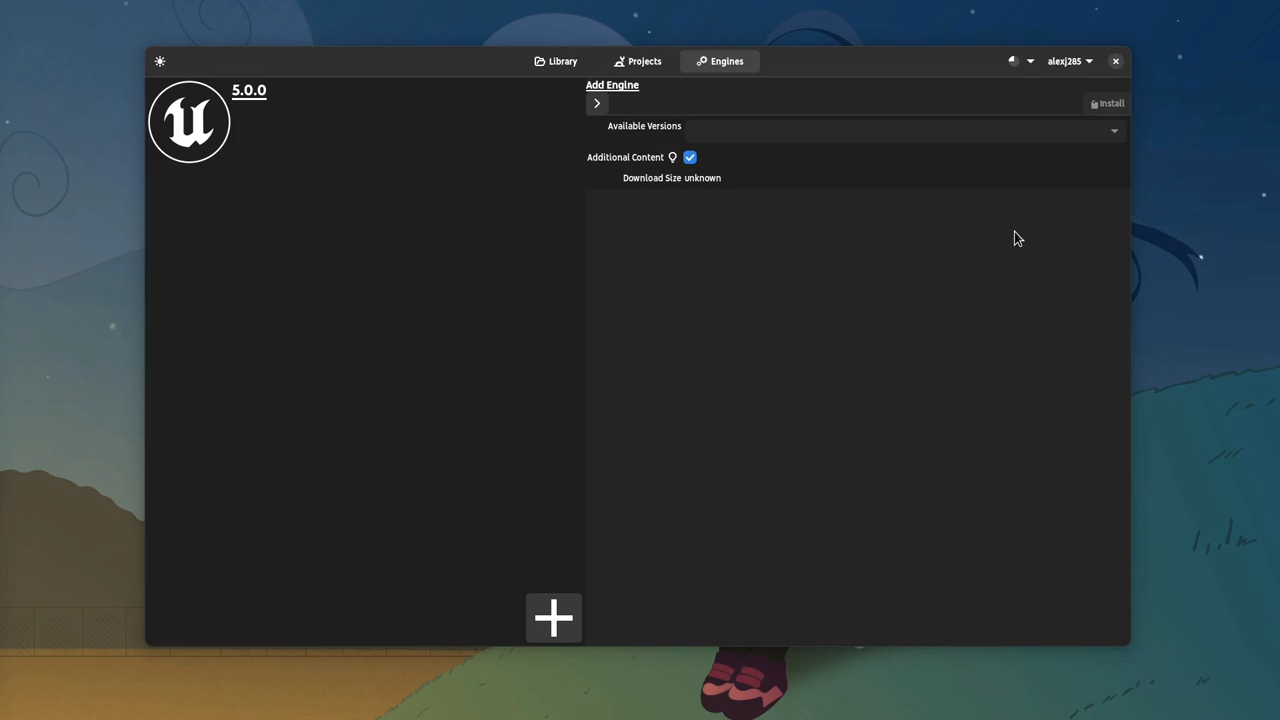 Library
Projects
Engines
alexj285
5.0.0
Add Engine
Install
Available Versions
Additional Content
Download Size unknown